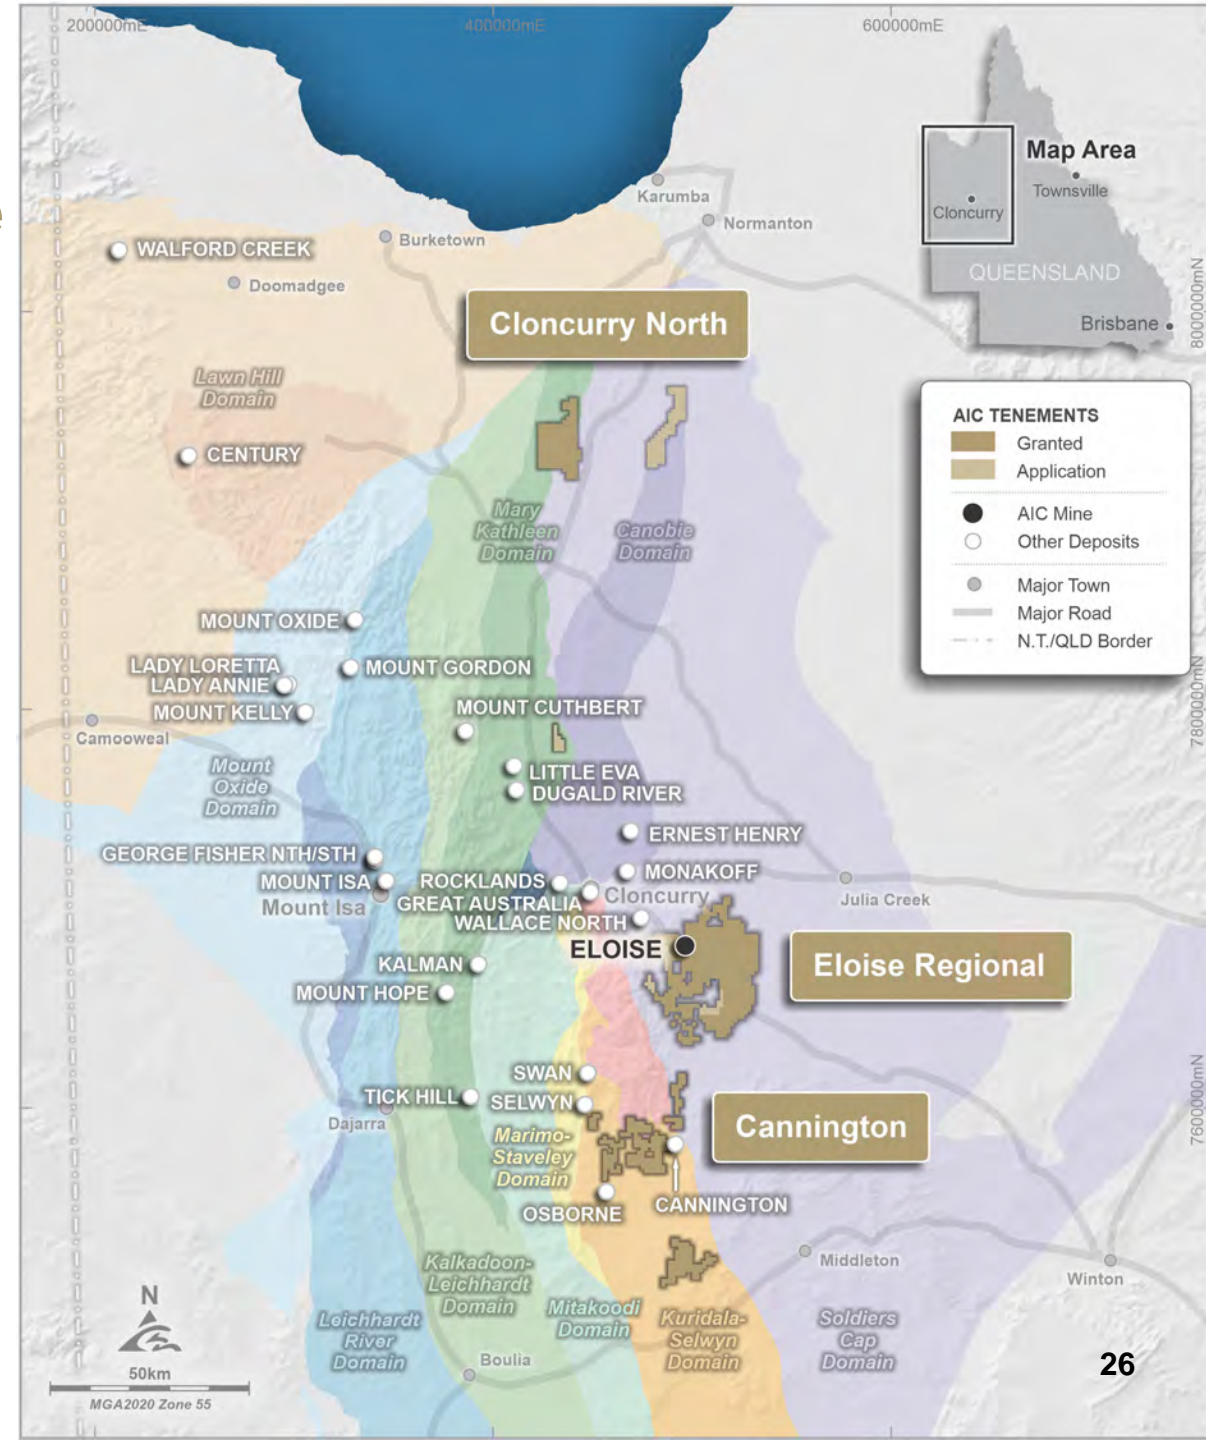 200000mE
400000mE
600000mE
e
Karumba
Normanton
Burketown
WALFORD CREEK
Doomadgee
Map Area
Townsville
Cloncurry
QUEENSLAND
Brisbane
8000000mN
Cloncurry North
Lawn Hill
Domain
CENTURY
AIC TENEMENTS
Granted
Application
AIC Mine
Other Deposits
Major Town
Major Road
N.T./QLD Border
Mary
Kathleen
Domain
Canobie
Domain
MOUNT OXIDE
LADY LORETTA
LADY ANNIE
MOUNT GORDON
MOUNT KELLY
MOUNT CUTHBERT
7800000mN
Camooweal
Mount
Oxide
Domain
LITTLE EVA
DUGALD RIVER
ERNEST HENRY
GEORGE FISHER NTH/STH
MOUNT ISA
Mount Isa
ROCKLANDS
MONAKOFF
Cloncurry
GREAT AUSTRALIA
WALLACE NORTH
Julia Creek
ELOISE
Eloise Regional
KALMAN
MOUNT HOPE
SWAN
SELWYN
TICK HILL
Dajarra
7600000mN
Cannington
Marimo-
Staveley
Domain
OSBORNE
CANNINGTON
Middleton
Winton
Kalkadoon-
Leichhardt
Domain
Mitakoodi
Domain
Leichhardt
River
Domain
Kuridala-
Selwyn
Domain
Soldiers
Cap
Domain
Boulia
N
50km
MGA2020 Zone 55
26